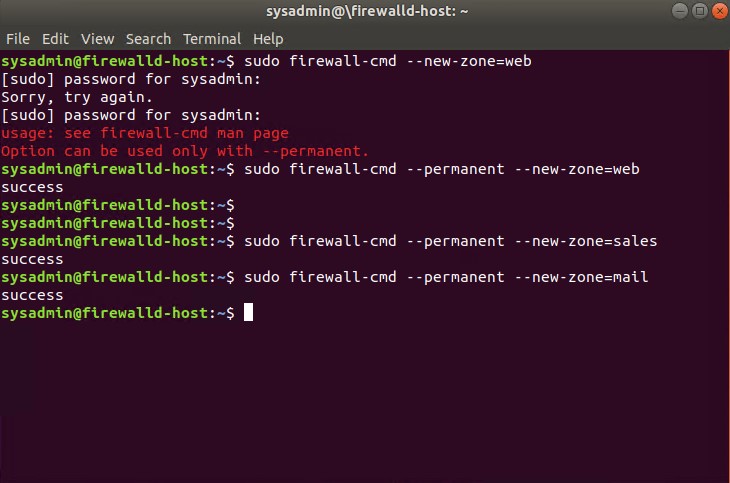 sysadmin@\firewalld-host: ~
File Edit View Search Terminal Help
sysadmin@firewalld-host:~$ sudo firewall-cmd --new-zone=web
[sudo] password for sysadmin:
Sorry, try again.
[sudo] password for sysadmin:
usage: see firewall-cmd man page
Option can be used only with --permanent.
sysadmin@firewalld-host:~$ sudo firewall-cmd --permanent --new-zone=web
success
sysadmin@firewalld-host:~$
sysadmin@firewalld-host:~$
sysadmin@firewalld-host:~$ sudo firewall-cmd --permanent --new-zone=sales
success
sysadmin@firewalld-host:~$ sudo firewall-cmd --permanent --new-zone=mail
success
sysadmin@firewalld-host:~$